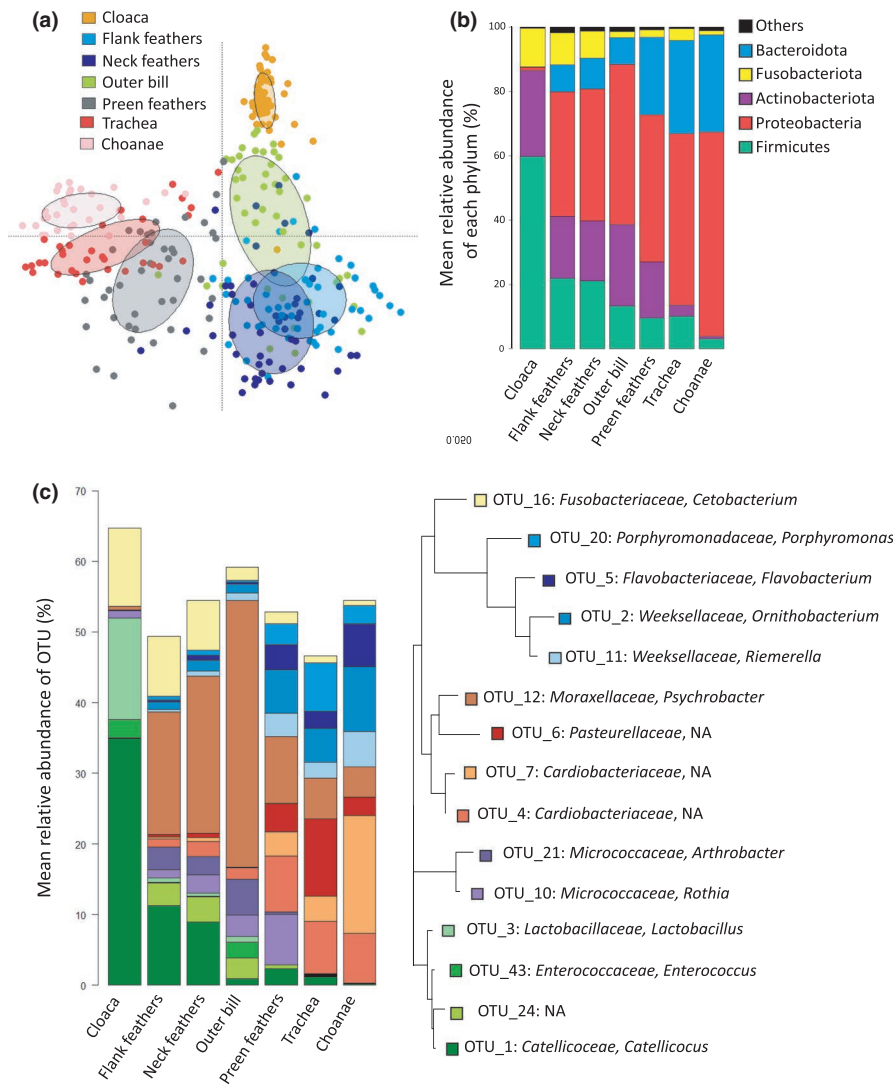 (a)
Cloaca
Flank feathers
Neck feathers
Outer bill
Preen feathers
Trachea
Choanae
(b)
Mean relative abundance
of each phylum (%)
100
80
60
40
20
0
Cloaca
Flank feathers
Neck feathers
Outer bill
Preen feathers
Trachea
Choanae
Others
Bacteroidota
Fusobacteriota
Actinobacteriota
Proteobacteria
Firmicutes
0.050
(c)
Mean relative abundance of OTU (%)
70
60
50
40
30
20
10
0
Cloaca
Flank feathers
Neck feathers
Outer bill
Preen feathers
Trachea
Choanae
OTU_16: Fusobacteriaceae, Cetobacterium
OTU_20: Porphyromonadaceae, Porphyromonas
OTU_5: Flavobacteriaceae, Flavobacterium
OTU_2: Weeksellaceae, Ornithobacterium
OTU_11: Weeksellaceae, Riemerella
OTU_12: Moraxellaceae, Psychrobacter
OTU_6: Pasteurellaceae, NA
OTU_7: Cardiobacteriaceae, NA
OTU_4: Cardiobacteriaceae, NA
OTU_21: Micrococcaceae, Arthrobacter
OTU_10: Micrococcaceae, Rothia
OTU_3: Lactobacillaceae, Lactobacillus
OTU_43: Enterococcaceae, Enterococcus
OTU_24: NA
OTU_1: Catellicoceae, Catellicocus